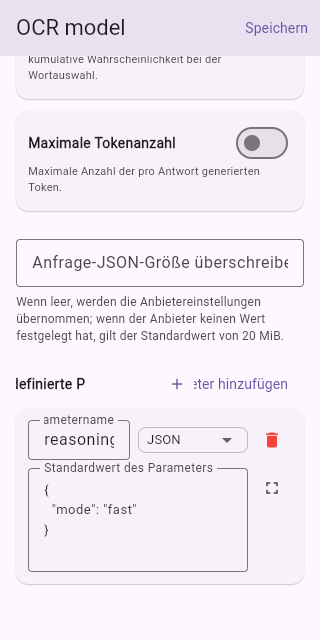 OCR model
Speichern
kumulative Wahrscheinlichkeit bei der
Wortauswahl.
Maximale Tokenanzahl
Maximale Anzahl der pro Antwort generierten
Token.
Anfrage-JSON-Größe überschreibe
Wenn leer, werden die Anbietereinstellungen
übernommen; wenn der Anbieter keinen Wert
festgelegt hat, gilt der Standardwert von 20 MiB.
lefinierte P
eter hinzufügen
ametername
reasoning
JSON
Standardwert des Parameters
{
"mode": "fast"
}